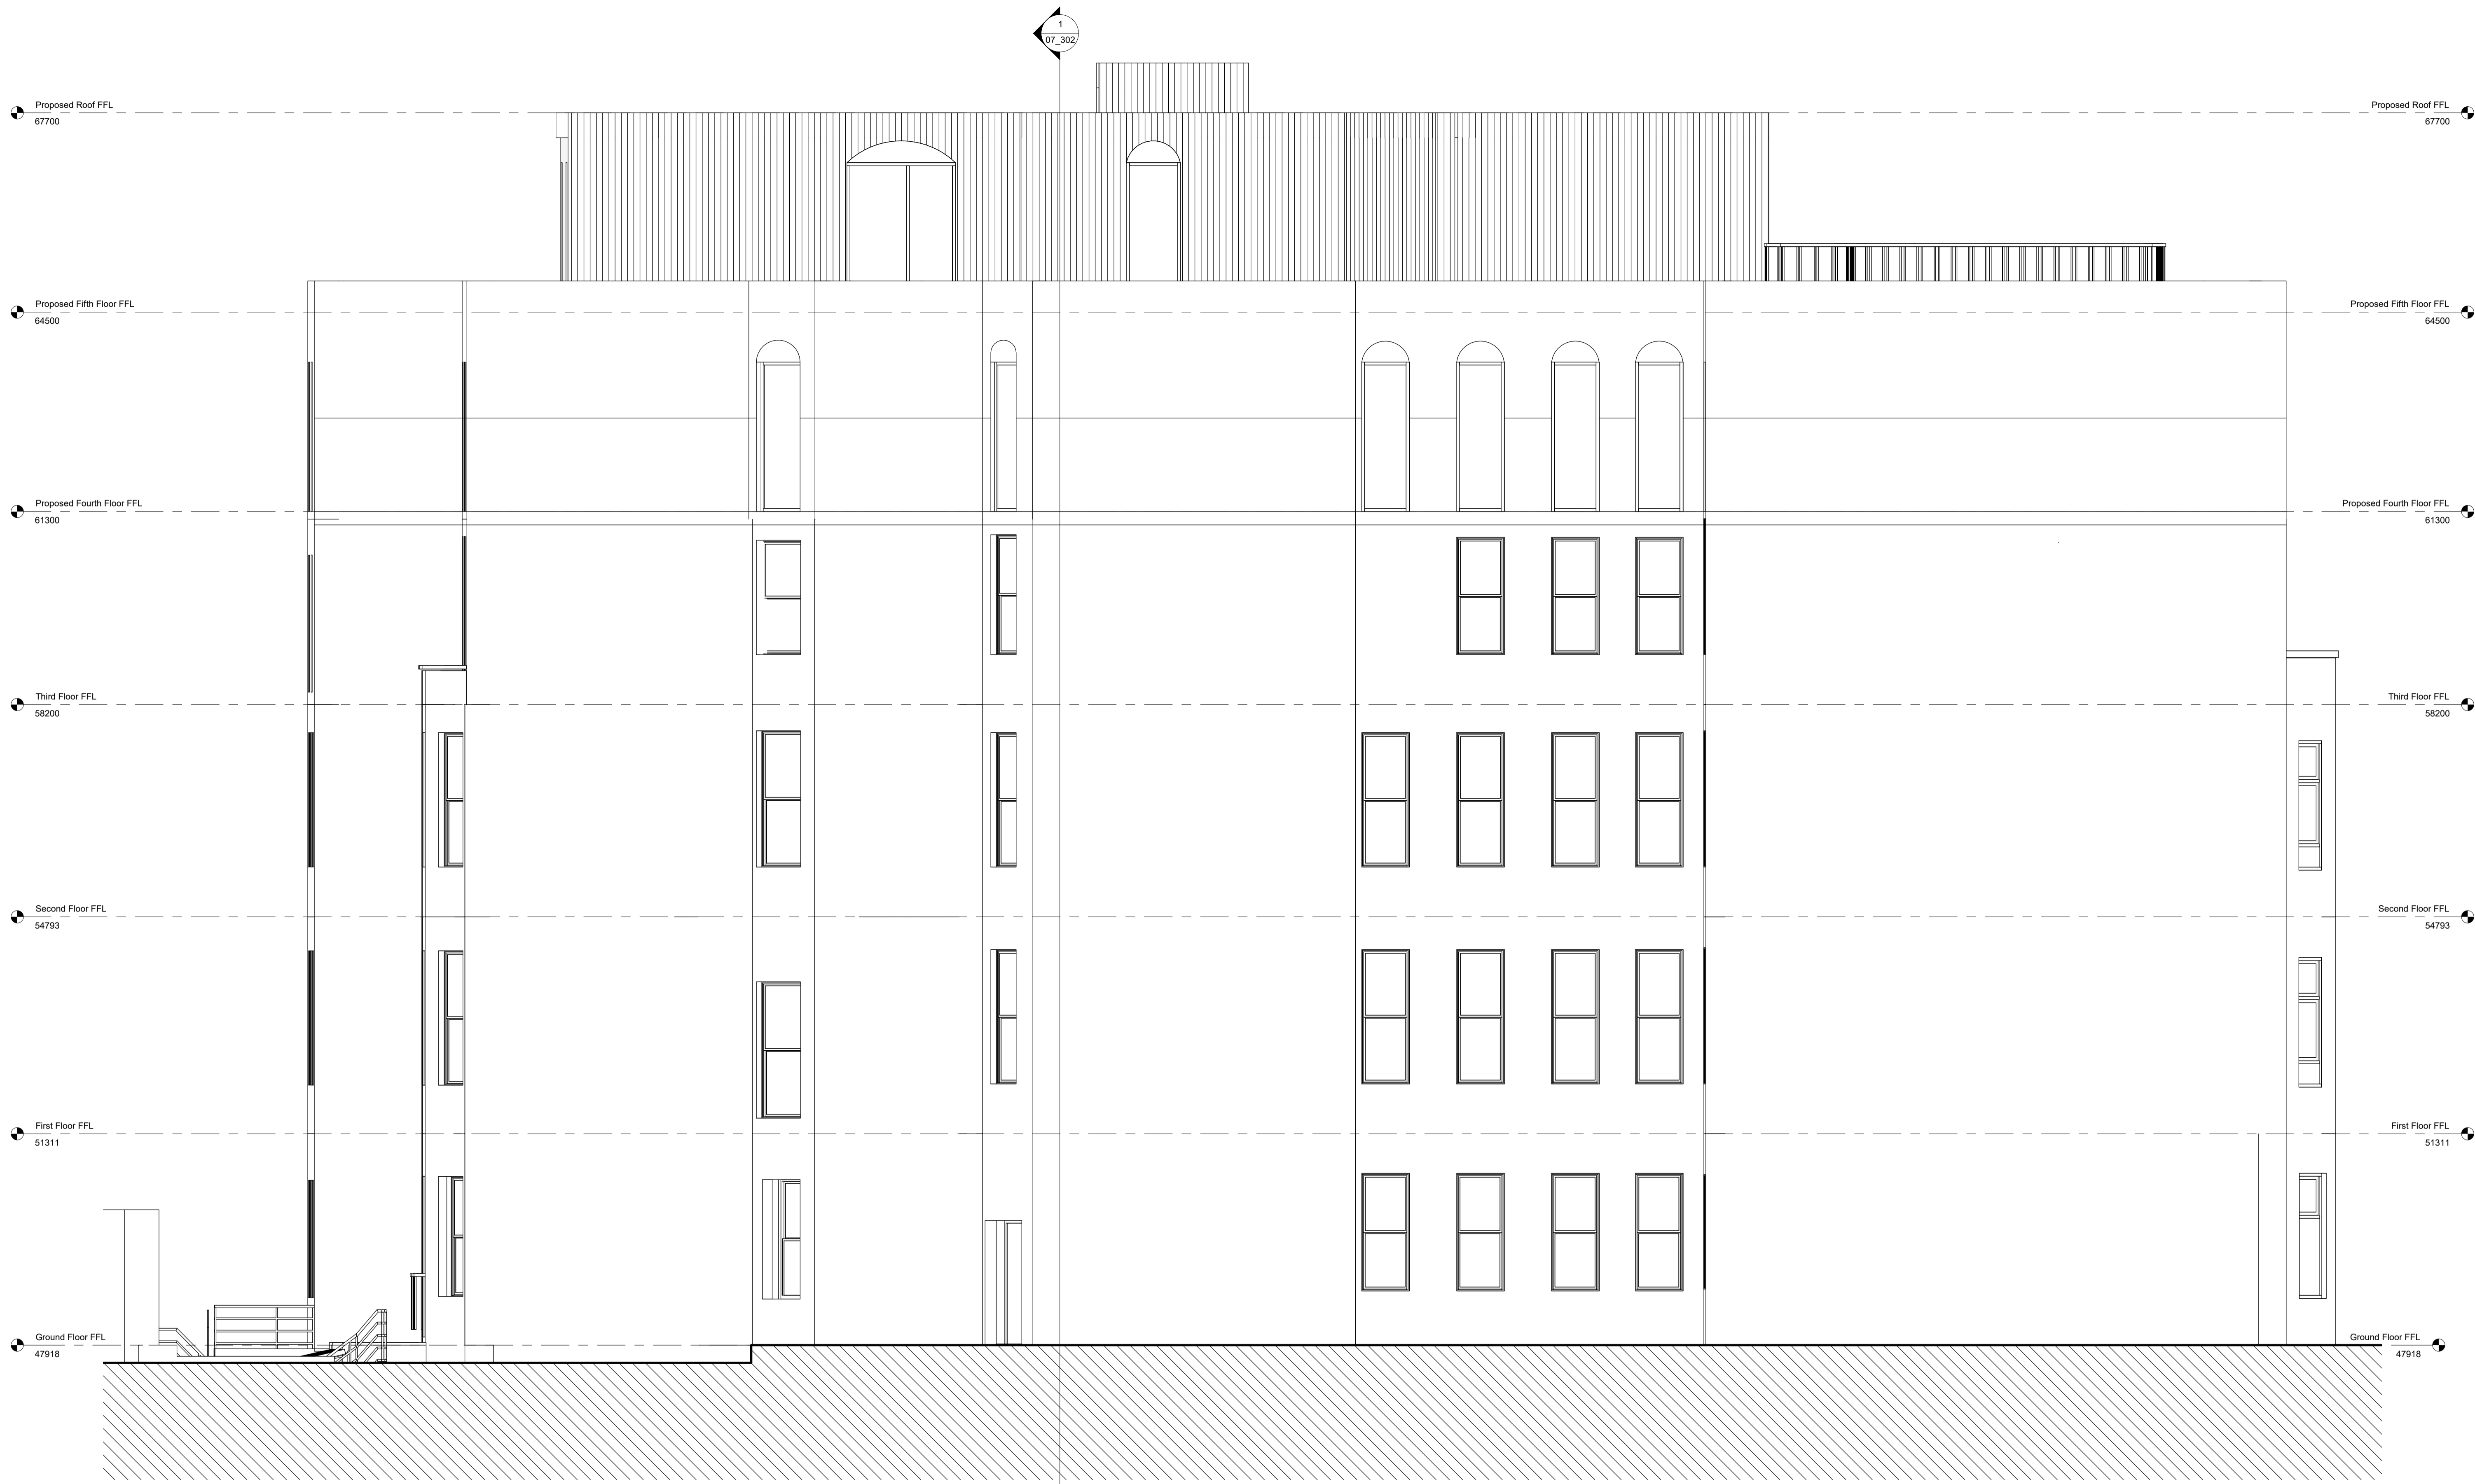 1
07_302
Proposed Roof FFL
67700
Proposed Roof FFL
67700
Proposed Fifth Floor FFL
64500
Proposed Fifth Floor FFL
64500
Proposed Fourth Floor FFL
61300
Proposed Fourth Floor FFL
61300
Third Floor FFL
58200
Third Floor FFL
58200
Second Floor FFL
54793
Second Floor FFL
54793
First Floor FFL
51311
First Floor FFL
51311
Ground Floor FFL
47918
Ground Floor FFL
47918